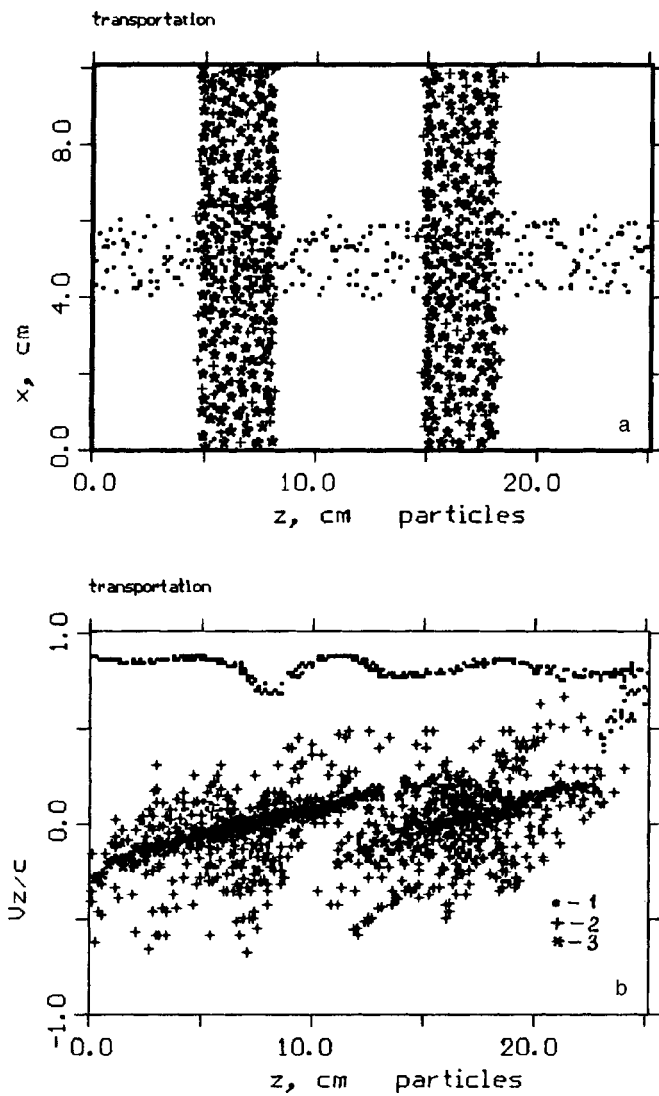 transportation
8.0
4.0
0.0
x, cm
a
0.0 10.0 20.0
z, cm particles
transportation
1.0
0.0
-1.0
Vz/c
• - 1
+ - 2
* - 3
b
0.0 10.0 20.0
z, cm particles